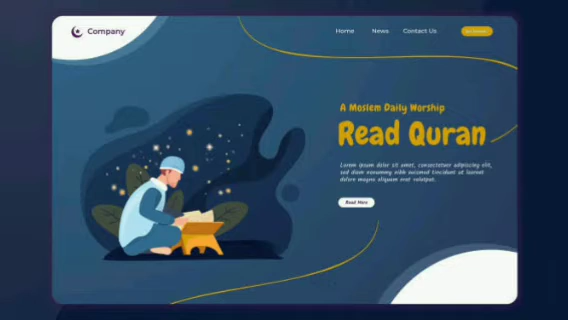 Company
Home
News
Contact Us
A Moslem Daily Worship
Read Quran
Lorem ipsum dolor sit amet, consectetuer adipiscing elit,
sed diam nonummy nibh euismod tincidunt ut laoreet
dolore magna aliquam erat volutpat.
Read More